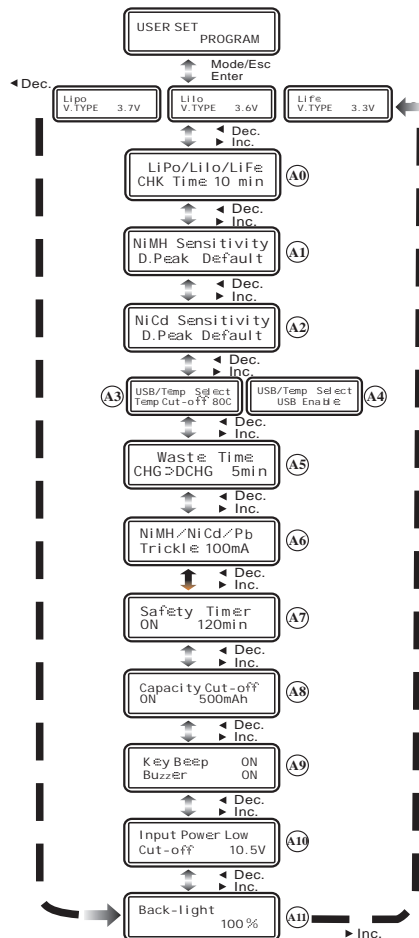 USER SET
PROGRAM
Mode/Esc
Enter
◄ Dec.
Lipo
V.TYPE 3.7V
LiIo
V.TYPE 3.6V
Life
V.TYPE 3.3V
◄ Dec.
► Inc.
LiPo/LiIo/LiFe
CHK Time 10 min
A0
◄ Dec.
► Inc.
NiMH Sensitivity
D.Peak Default
A1
◄ Dec.
► Inc.
NiCd Sensitivity
D.Peak Default
A2
◄ Dec.
► Inc.
A3
USB/Temp Select
Temp Cut-off 80C
USB/Temp Select
USB Enable
A4
◄ Dec.
► Inc.
Waste Time
CHG>DCHG 5min
A5
◄ Dec.
► Inc.
NiMH/NiCd/Pb
Trickle 100mA
A6
◄ Dec.
► Inc.
Safety Timer
ON 120min
A7
◄ Dec.
► Inc.
Capacity Cut-off
ON 500mAh
A8
◄ Dec.
► Inc.
Key Beep ON
Buzzer ON
A9
◄ Dec.
► Inc.
Input Power Low
Cut-off 10.5V
A10
◄ Dec.
► Inc.
Back-light
100%
A11
► Inc.